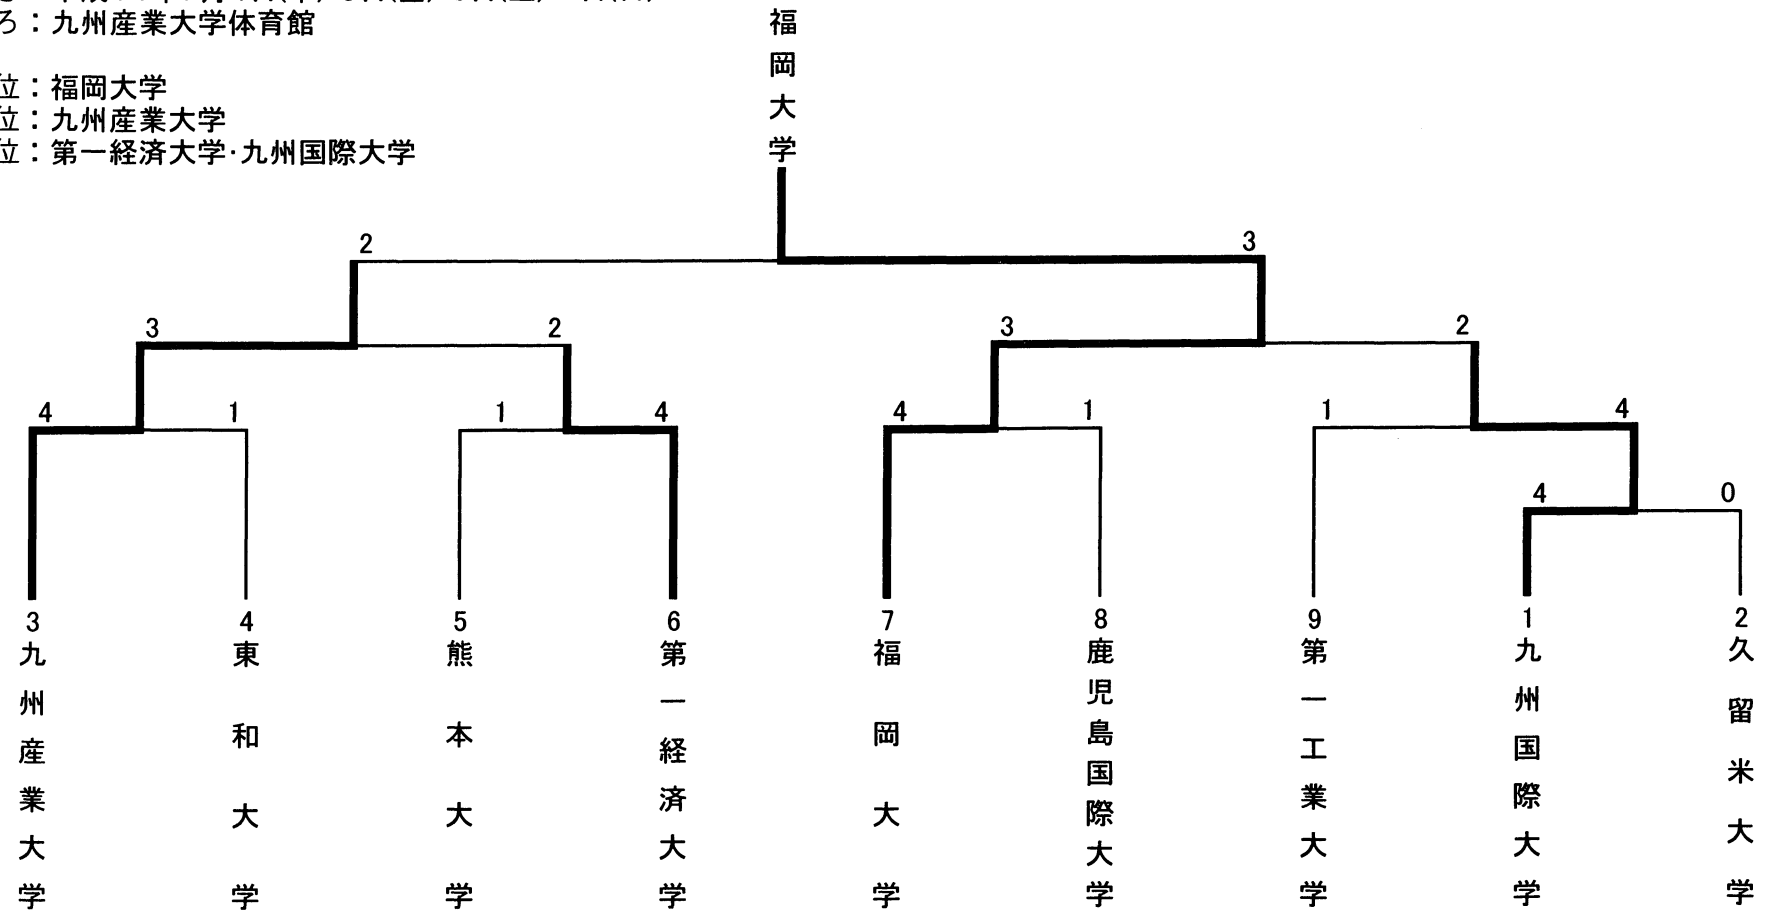 ろ：九州産業大学体育館
位：福岡大学
位：九州産業大学
位：第一経済大学・九州国際大学
福岡大学
2
3
3
2
3
2
4
1
1
4
4
1
1
4
4
0
3
九州産業大学
4
東和大学
5
熊本大学
6
第一経済大学
7
福岡大学
8
鹿児島国際大学
9
第一工業大学
1
九州国際大学
2
久留米大学